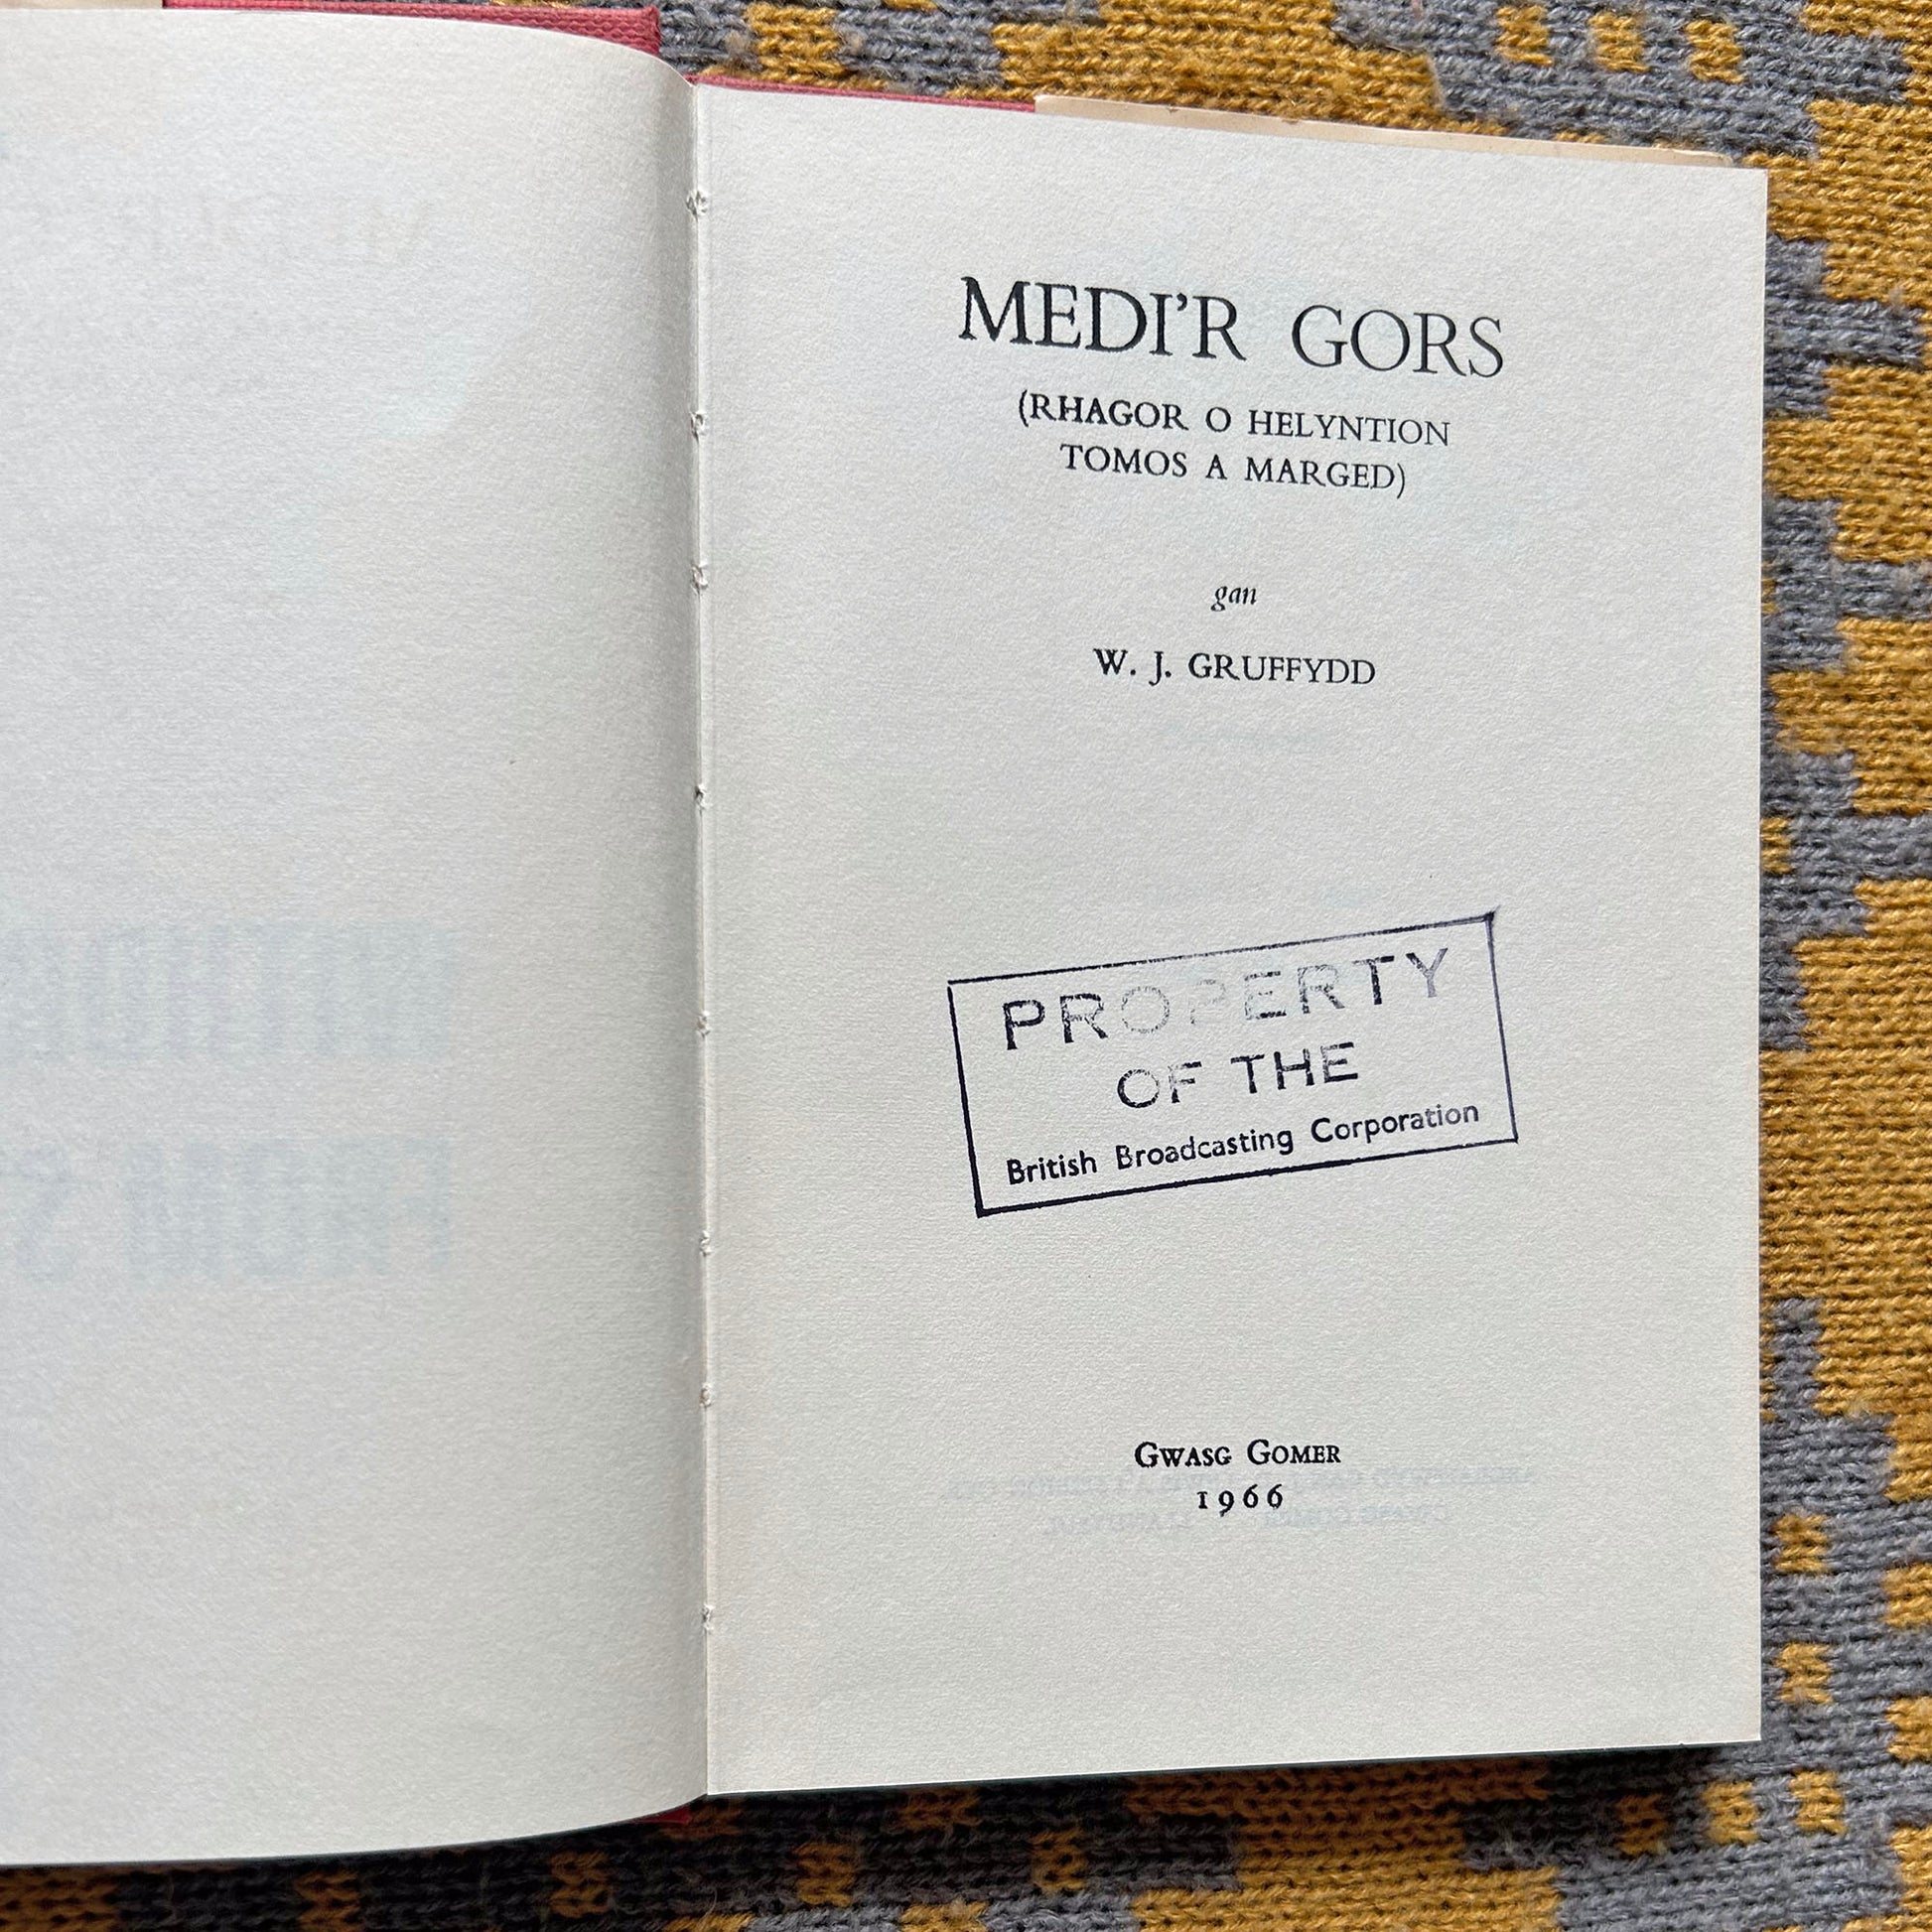 MEDI'R GORS
(RHAGOR O HELYNTION
TOMOS A MARGED)
gan
W. J. GRUFFYDD
PROPERTY
OF THE
British Broadcasting Corporation
GWASG GOMER
1966